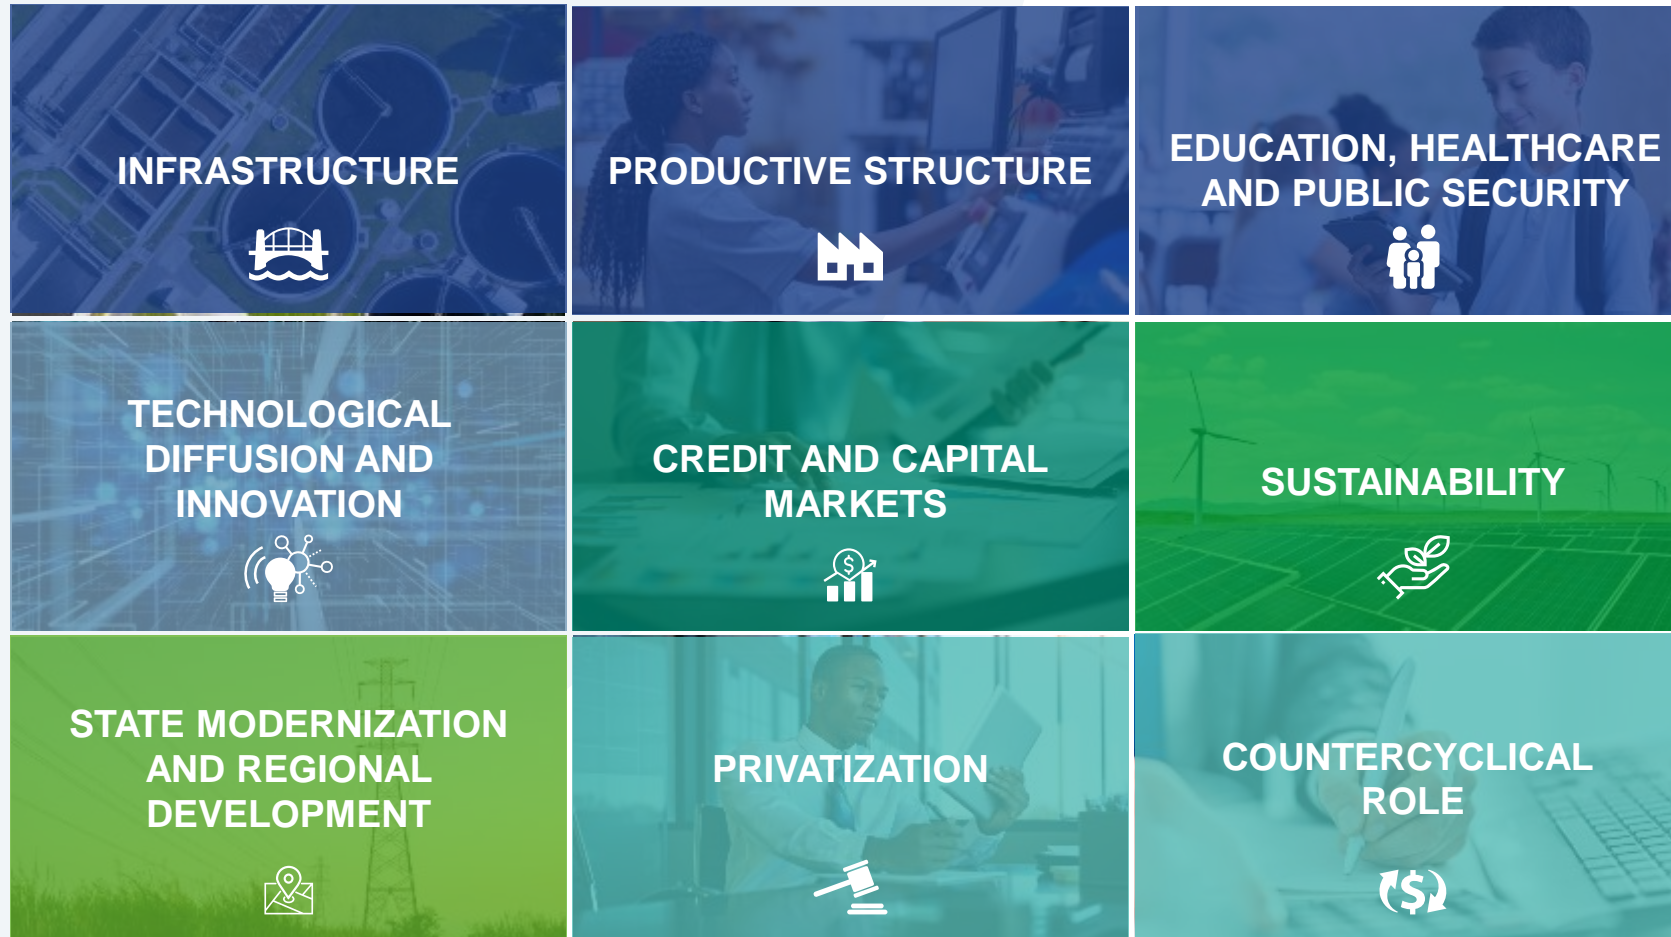 INFRASTRUCTURE
PRODUCTIVE STRUCTURE
EDUCATION, HEALTHCARE
AND PUBLIC SECURITY
TECHNOLOGICAL
DIFFUSION AND
INNOVATION
CREDIT AND CAPITAL
MARKETS
SUSTAINABILITY
STATE MODERNIZATION
AND REGIONAL
DEVELOPMENT
PRIVATIZATION
COUNTERCYCLICAL
ROLE